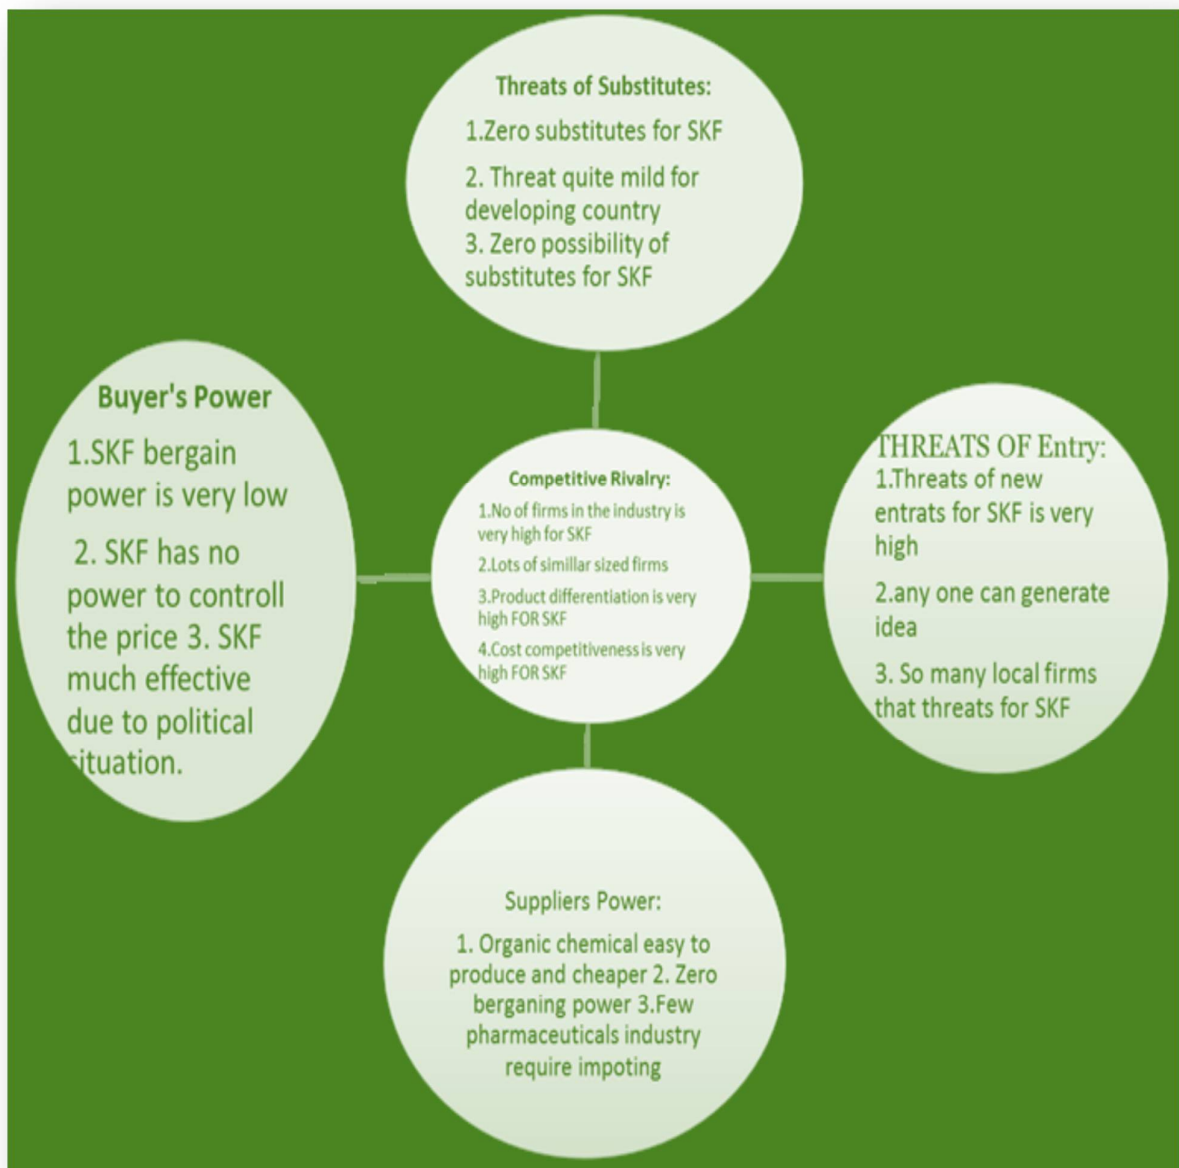 Threats of Substitutes:
1.Zero substitutes for SKF
2. Threat quite mild for
developing country
3. Zero possibility of
substitutes for SKF
Buyer's Power
1.SKF bergain
power is very low
2. SKF has no
power to controll
the price 3. SKF
much effective
due to political
situation.
Competitive Rivalry:
1.No of firms in the industry is
very high for SKF
2.Lots of simillar sized firms
3.Product differentiation is very
high FOR SKF
4.Cost competitiveness is very
high FOR SKF
THREATS OF Entry:
1.Threats of new
entrats for SKF is very
high
2.any one can generate
idea
3. So many local firms
that threats for SKF
Suppliers Power:
1. Organic chemical easy to
produce and cheaper 2. Zero
berganing power 3.Few
pharmaceuticals industry
require impoting